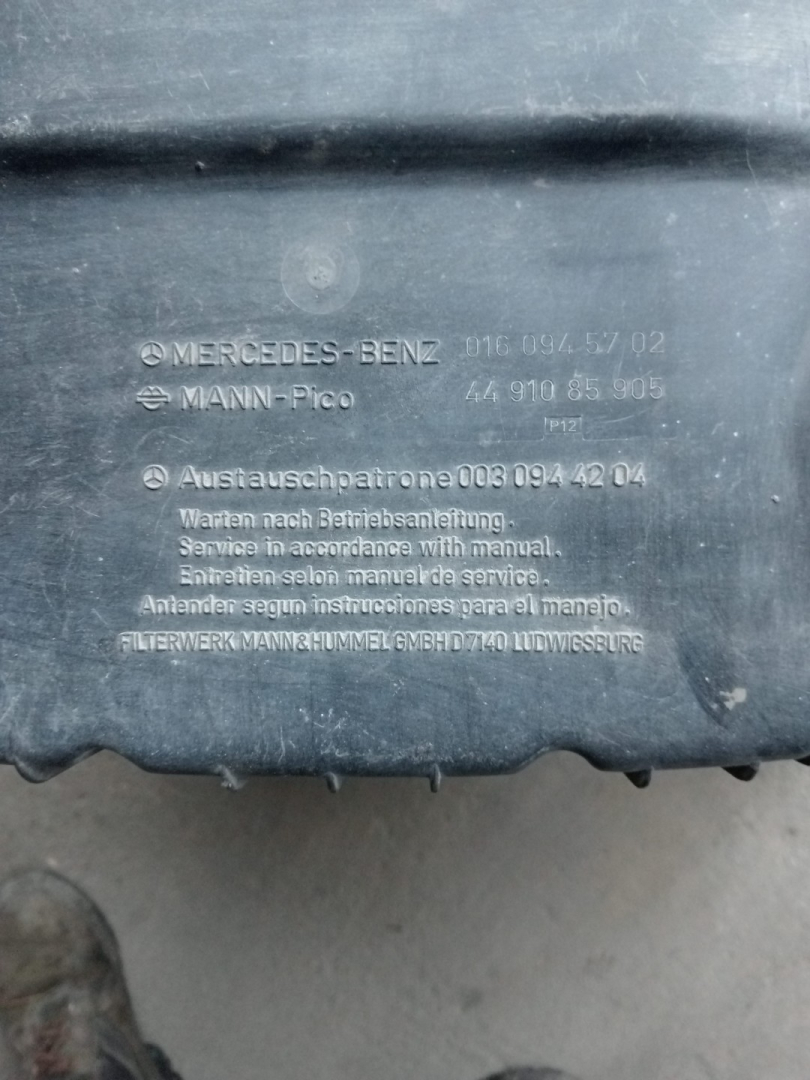 MERCEDES-BENZ 016 094 57 02
MANN-Pico 44 910 85 905
P12
Austauschpatrone 003 094 42 04
Warten nach Betriebsanleitung.
Service in accordance with manual.
Entretien selon manuel de service.
Antender segun instrucciones para el manejo.
FILTERWERK MANN&HUMMEL GMBH D 7140 LUDWIGSBURG